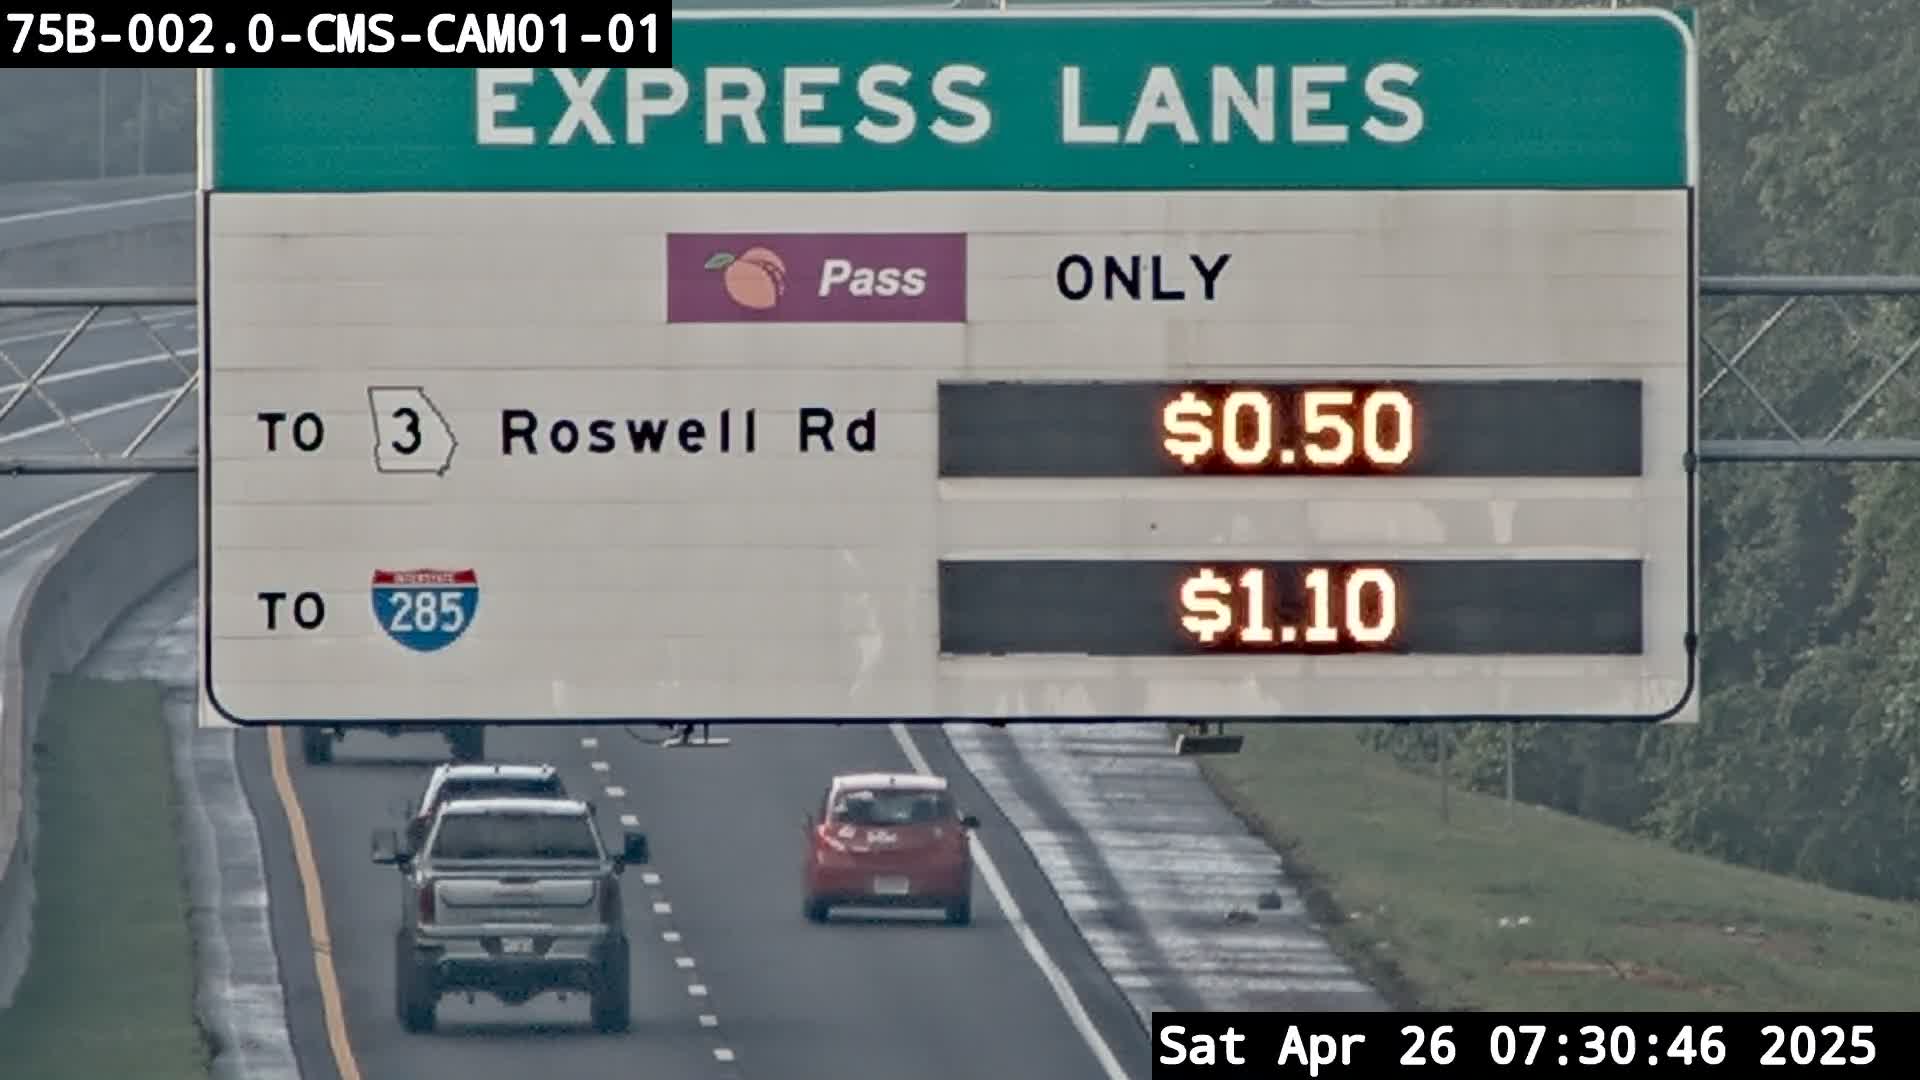 75B-002.0-CMS-CAM01-01
EXPRESS LANES
Pass ONLY
TO 3 Roswell Rd $0.50
TO INTERSTATE 285 $1.10
Sat Apr 26 07:30:46 2025